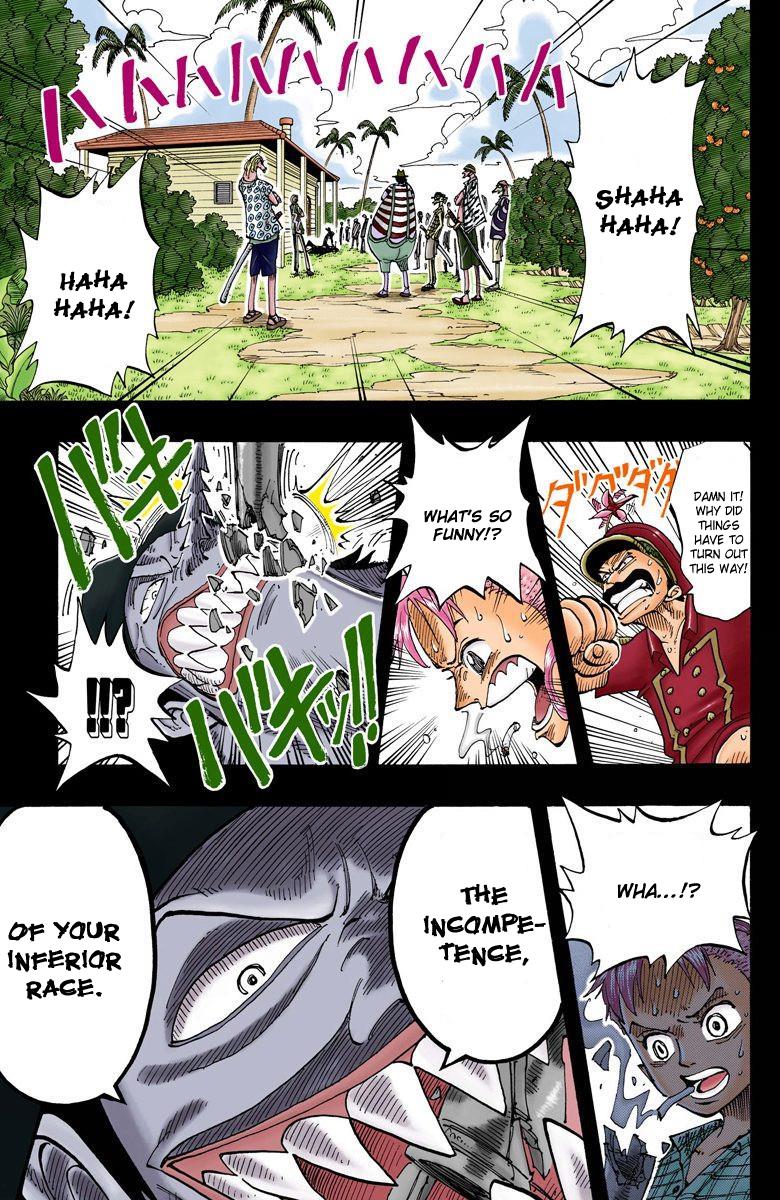 ハハハハハハハハハ
SHAHA
HAHA!
HAHA
HAHA!
DAMN IT!
WHY DID
THINGS
HAVE TO
TURN OUT
THIS WAY!
ダダダダ
WHAT'S SO
FUNNY!?
バキ
バキッ!!
!!?
WHA...!?
THE
INCOMPE-
TENCE,
OF YOUR
INFERIOR
RACE.